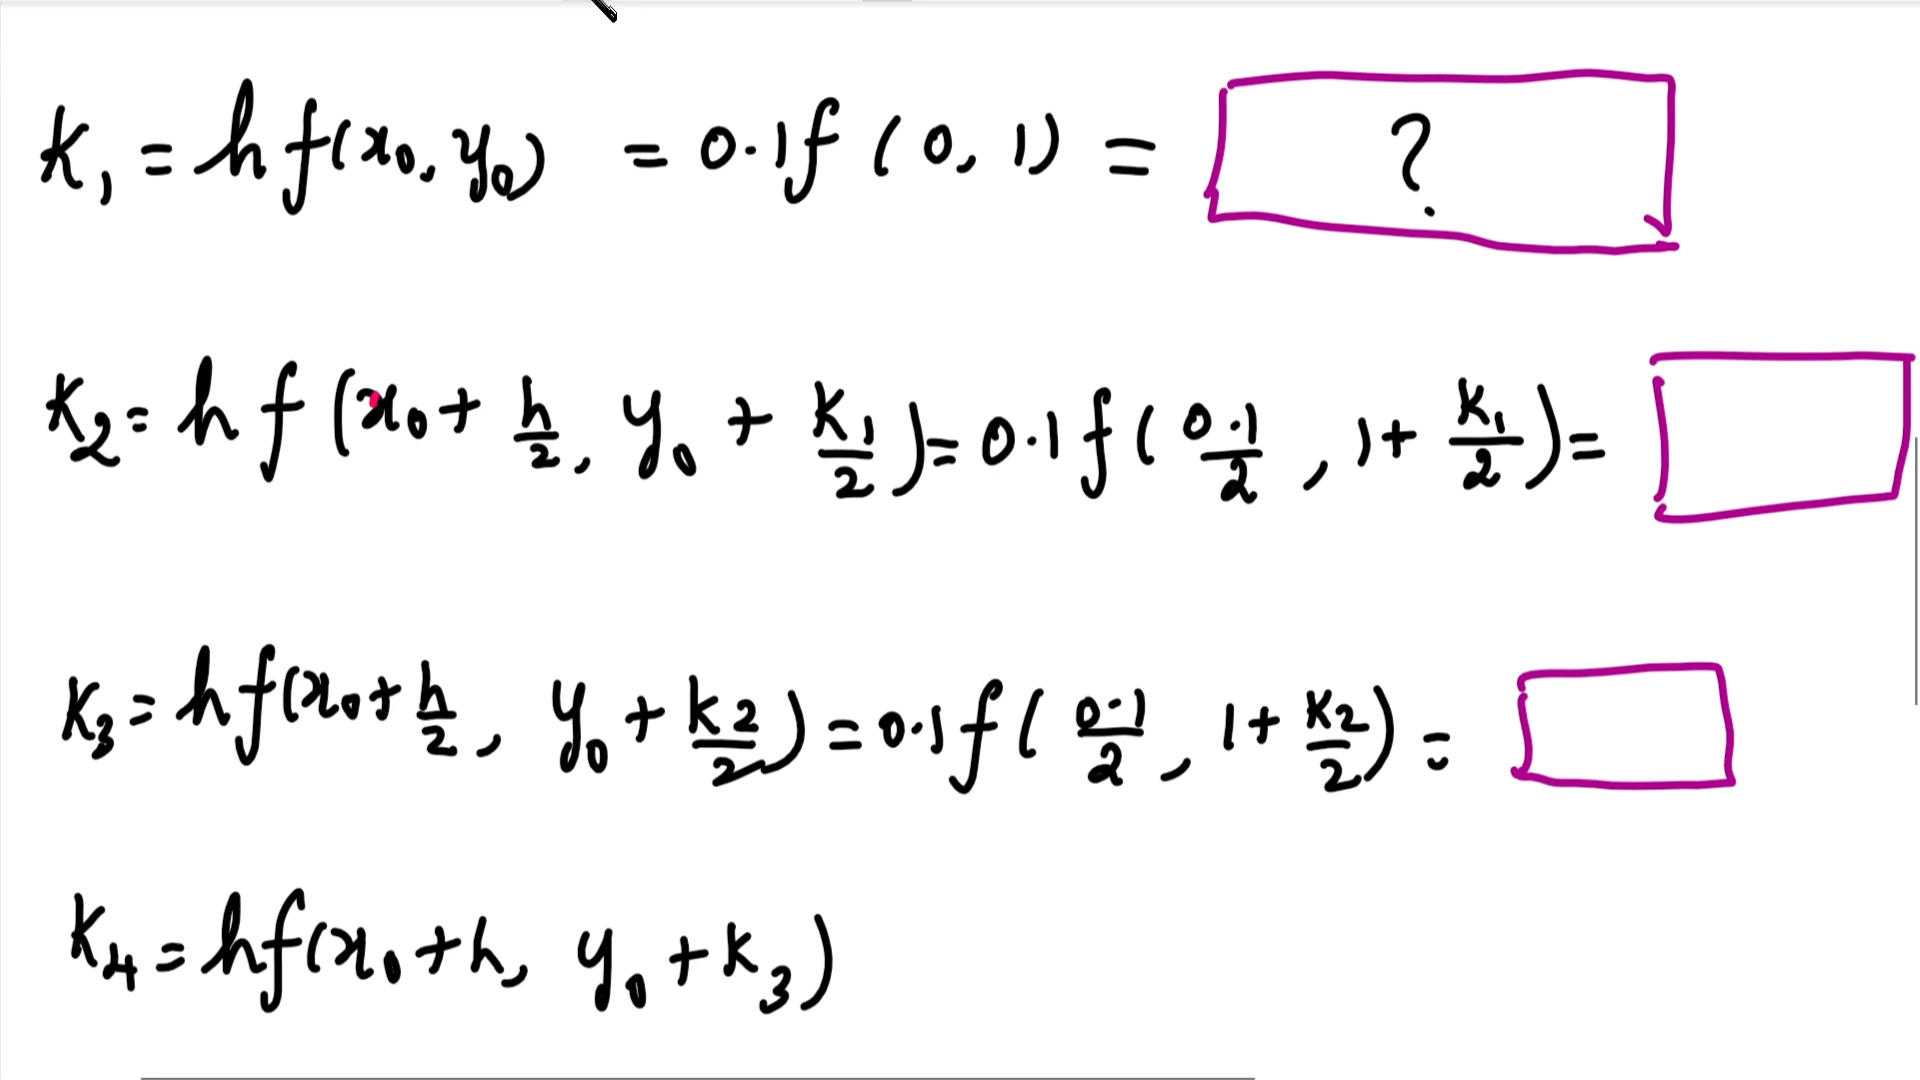 K₁ = hf(x₀, y₀) = 0.1f(0, 1) = ?
K₂ = hf(x₀ + h/2, y₀ + K₁/2) = 0.1f(0.1/2, 1 + K₁/2) =
K₃ = hf(x₀ + h/2, y₀ + K₂/2) = 0.1f(0.1/2, 1 + K₂/2) =
K₄ = hf(x₀ + h, y₀ + K₃)